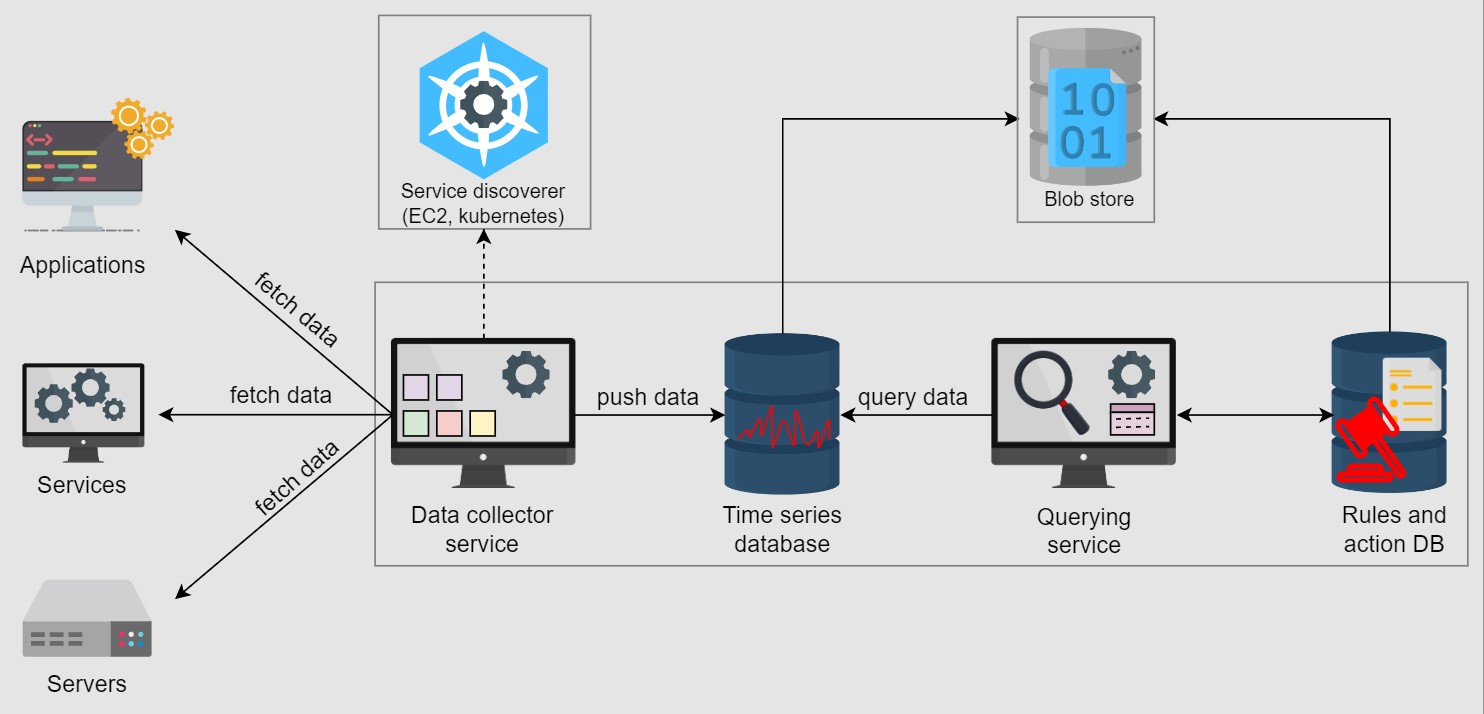 Service discoverer
(EC2, kubernetes)
10
01
Blob store
Applications
fetch data
fetch data
fetch data
push data
query data
Services
Data collector
service
Time series
database
Querying
service
Rules and
action DB
Servers